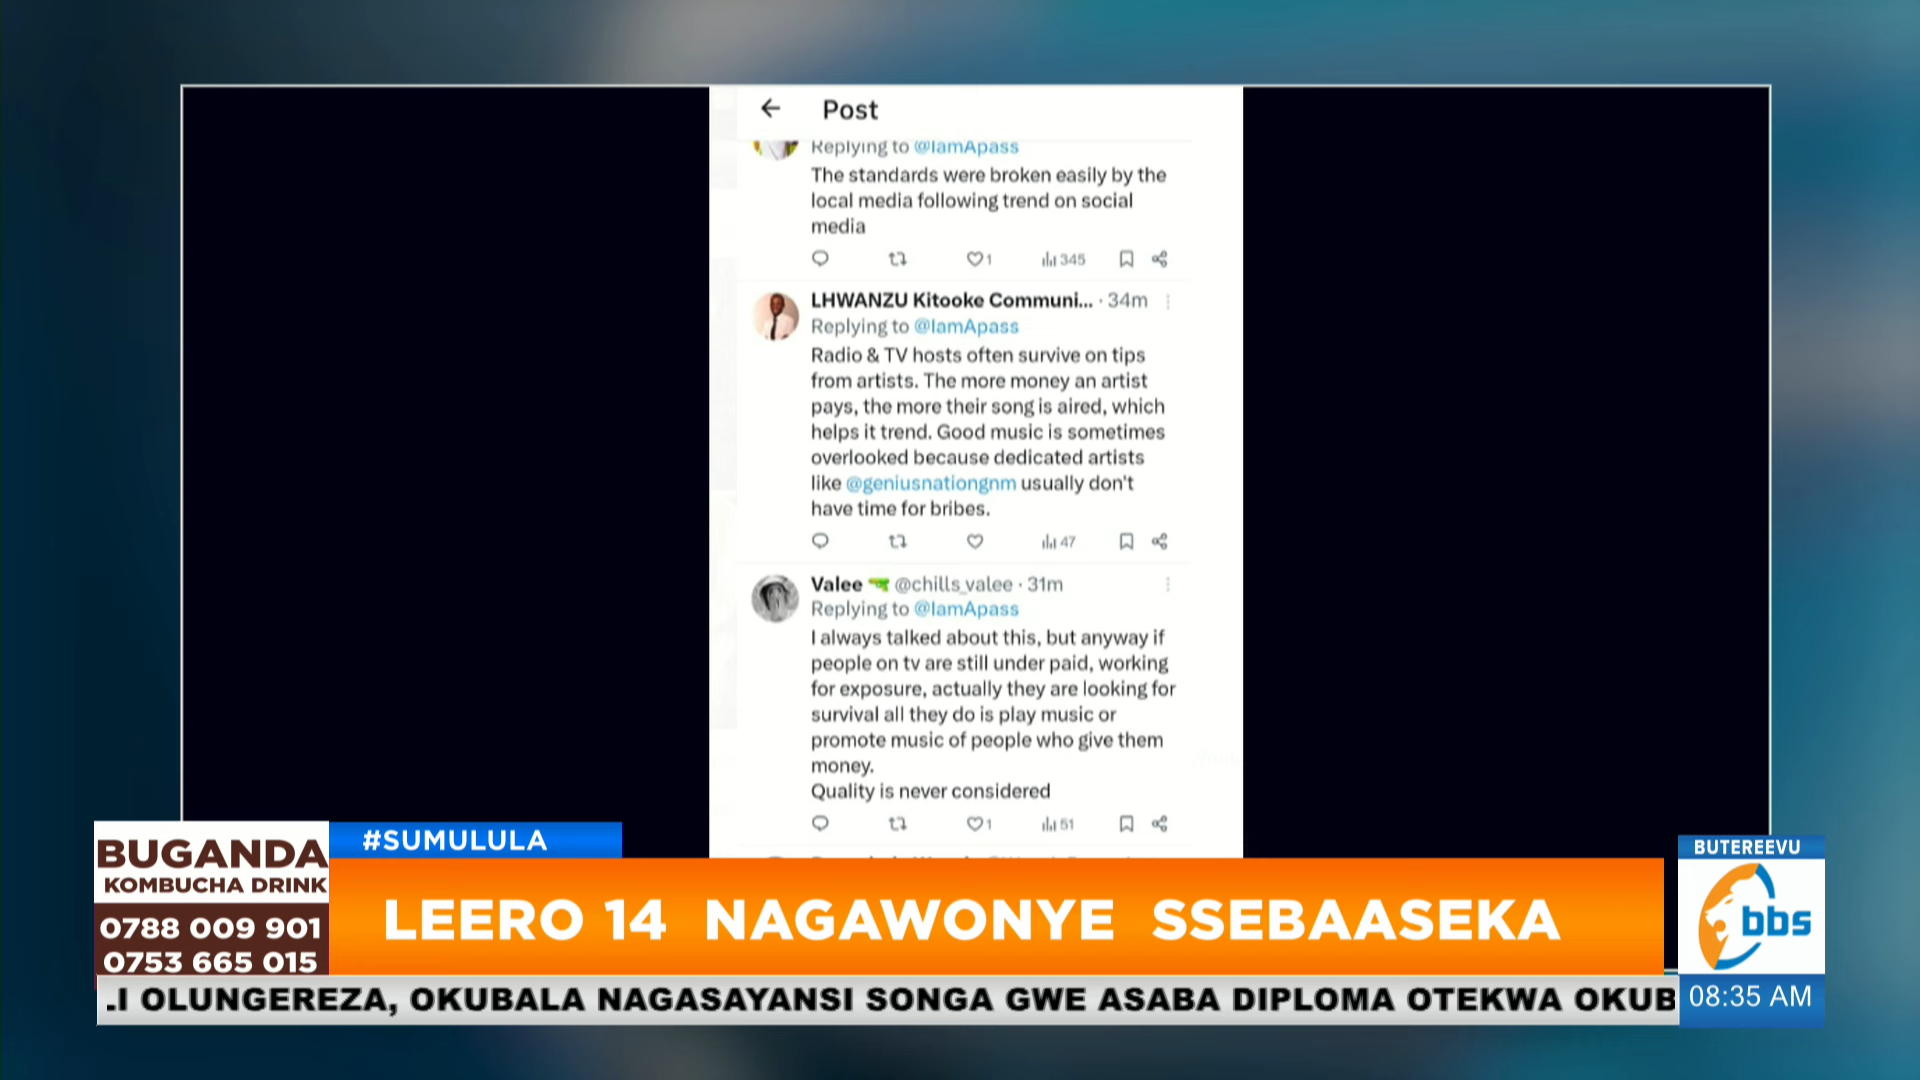 Post
Replying to @IamApass
The standards were broken easily by the
local media following trend on social
media
1
345
LHWANZU Kitooke Communi... · 34m
Replying to @IamApass
Radio & TV hosts often survive on tips
from artists. The more money an artist
pays, the more their song is aired, which
helps it trend. Good music is sometimes
overlooked because dedicated artists
like @geniusnationgnm usually don't
have time for bribes.
47
Valee @chills_valee · 31m
Replying to @IamApass
I always talked about this, but anyway if
people on tv are still under paid, working
for exposure, actually they are looking for
survival all they do is play music or
promote music of people who give them
money.
Quality is never considered
1
51
BUGANDA
KOMBUCHA DRINK
0788 009 901
0753 665 015
#SUMULULA
LEERO 14 NAGAWONYE SSEBAASEKA
BUTEREEVU
bbs
08:35 AM
.I OLUNGEREZA, OKUBALA NAGASAYANSI SONGA GWE ASABA DIPLOMA OTEKWA OKUB